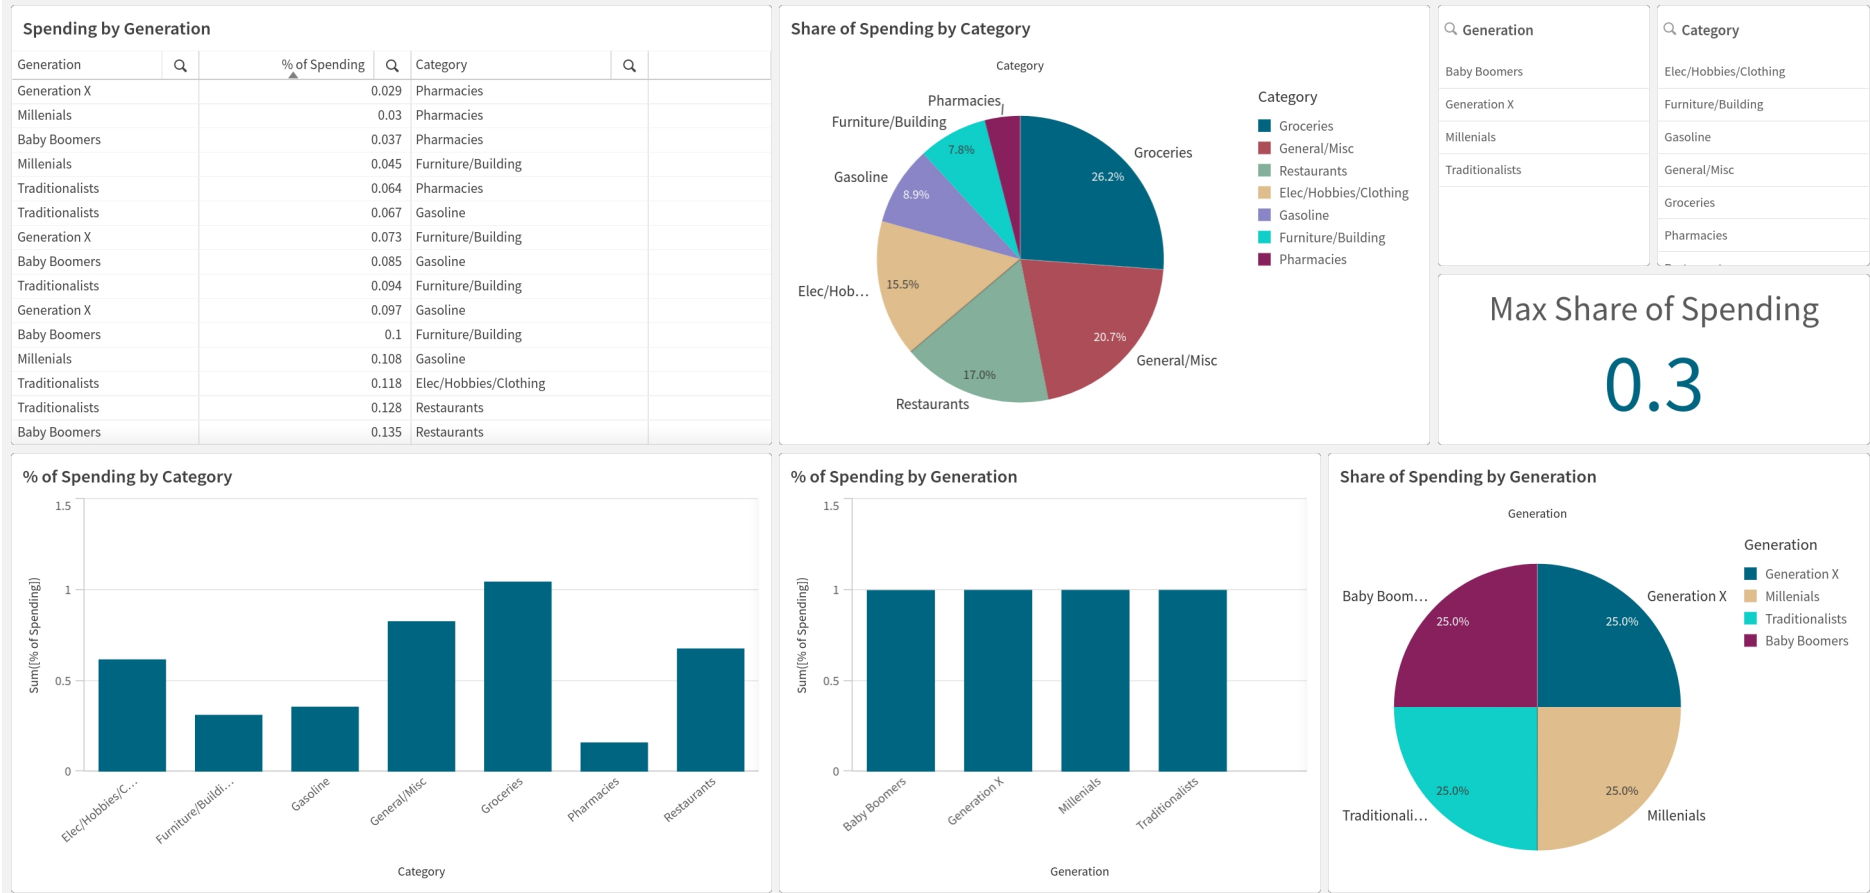 Spending by Generation
Generation % of Spending Category
Generation X 0.029 Pharmacies
Millenials 0.03 Pharmacies
Baby Boomers 0.037 Pharmacies
Millenials 0.045 Furniture/Building
Traditionalists 0.064 Pharmacies
Traditionalists 0.067 Gasoline
Generation X 0.073 Furniture/Building
Baby Boomers 0.085 Gasoline
Traditionalists 0.094 Furniture/Building
Generation X 0.097 Gasoline
Baby Boomers 0.1 Furniture/Building
Millenials 0.108 Gasoline
Traditionalists 0.118 Elec/Hobbies/Clothing
Traditionalists 0.128 Restaurants
Baby Boomers 0.135 Restaurants
Share of Spending by Category
Category
Pharmacies
Furniture/Building
7.8%
Groceries
26.2%
Gasoline
8.9%
Elec/Hob…
15.5%
20.7%
General/Misc
17.0%
Restaurants
Category
Groceries
General/Misc
Restaurants
Elec/Hobbies/Clothing
Gasoline
Furniture/Building
Pharmacies
Generation
Baby Boomers
Generation X
Millenials
Traditionalists
Category
Elec/Hobbies/Clothing
Furniture/Building
Gasoline
General/Misc
Groceries
Pharmacies
Max Share of Spending
0.3
% of Spending by Category
Sum([% of Spending])
1.5
1
0.5
0
Elec/Hobbies/C…
Furniture/Buildi…
Gasoline
General/Misc
Groceries
Pharmacies
Restaurants
Category
% of Spending by Generation
Sum([% of Spending])
1.5
1
0.5
0
Baby Boomers
Generation X
Millenials
Traditionalists
Generation
Share of Spending by Generation
Generation
Baby Boom…
25.0%
Generation X
25.0%
Traditionali…
25.0%
Millenials
25.0%
Generation
Generation X
Millenials
Traditionalists
Baby Boomers